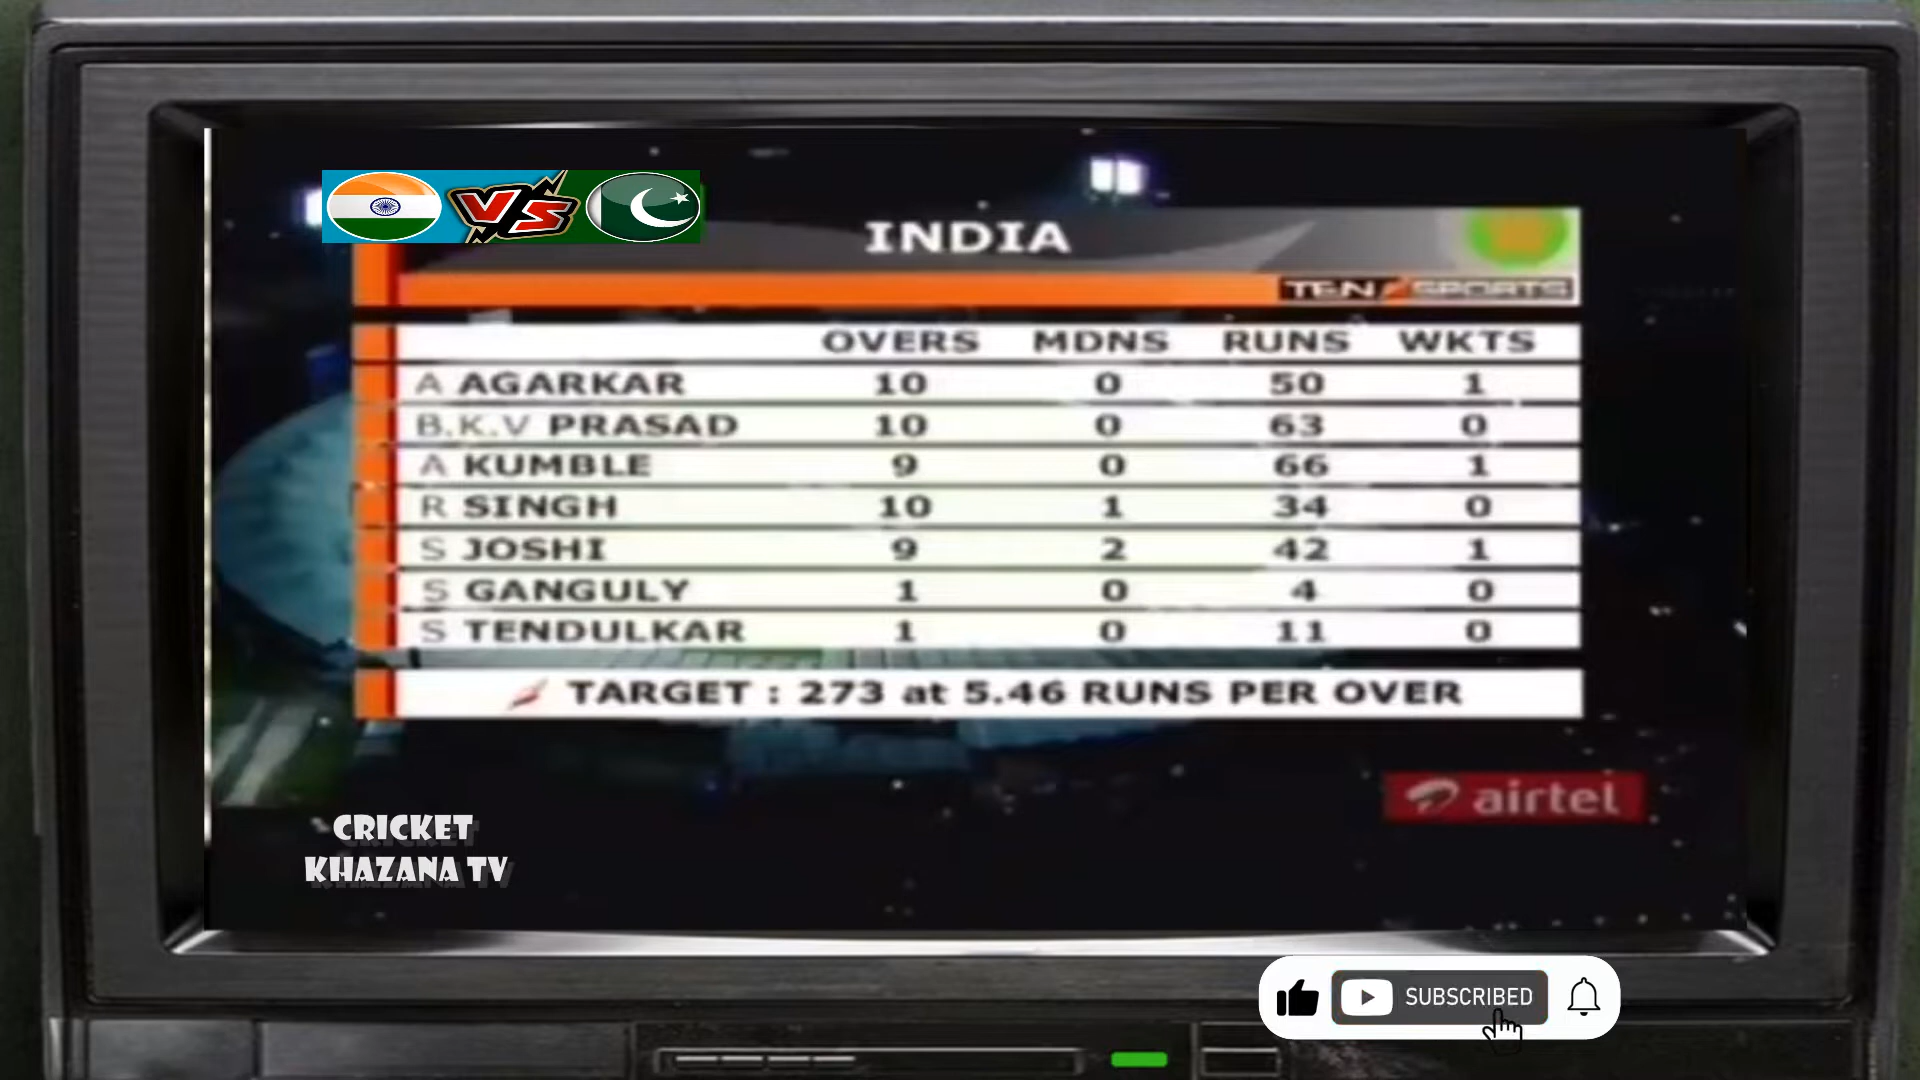 VS
INDIA
TEN SPORTS
OVERS MDNS RUNS WKTS
A AGARKAR 10 0 50 1
B.K.V PRASAD 10 0 63 0
A KUMBLE 9 0 66 1
R SINGH 10 1 34 0
S JOSHI 9 2 42 1
S GANGULY 1 0 4 0
S TENDULKAR 1 0 11 0
TARGET : 273 at 5.46 RUNS PER OVER
airtel
CRICKET
KHAZANA TV
SUBSCRIBED